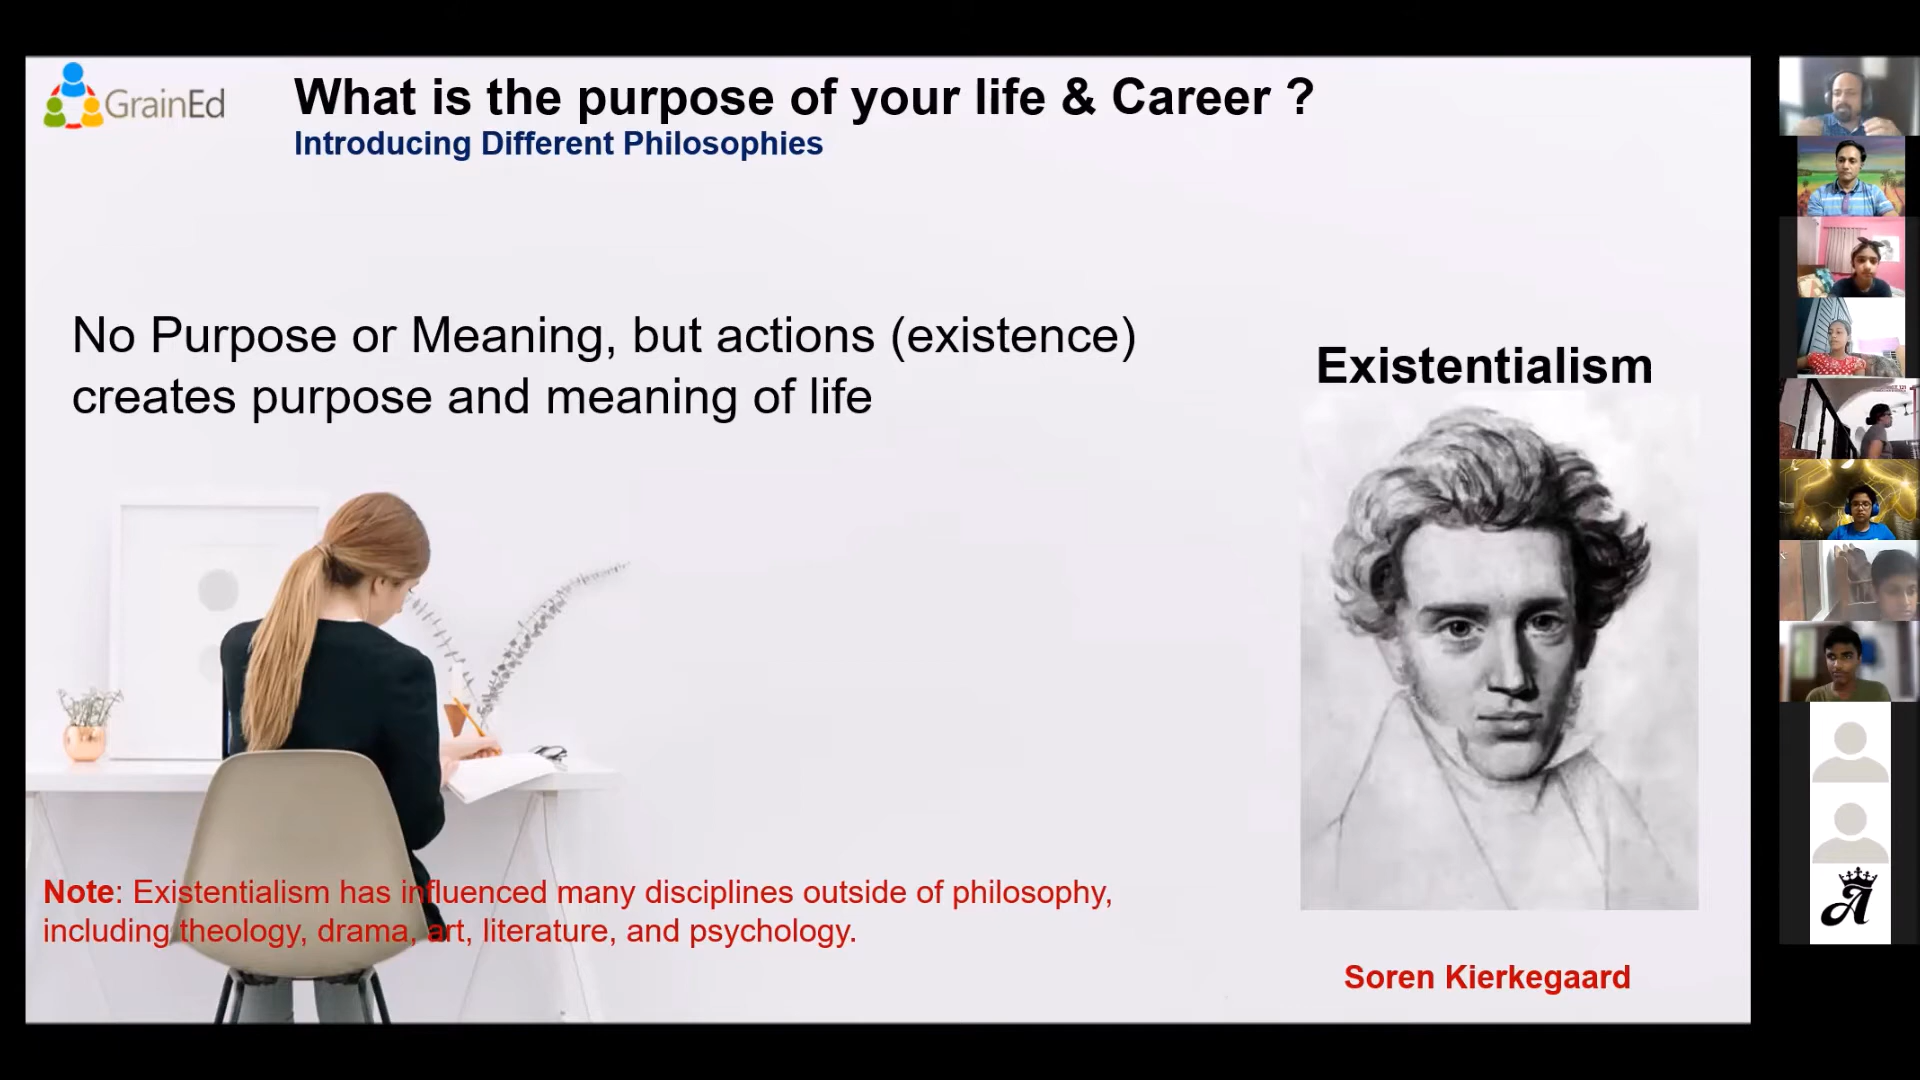 GrainEd
What is the purpose of your life & Career ?
Introducing Different Philosophies
No Purpose or Meaning, but actions (existence)
creates purpose and meaning of life
Existentialism
Note: Existentialism has influenced many disciplines outside of philosophy,
including theology, drama, art, literature, and psychology.
Soren Kierkegaard
A